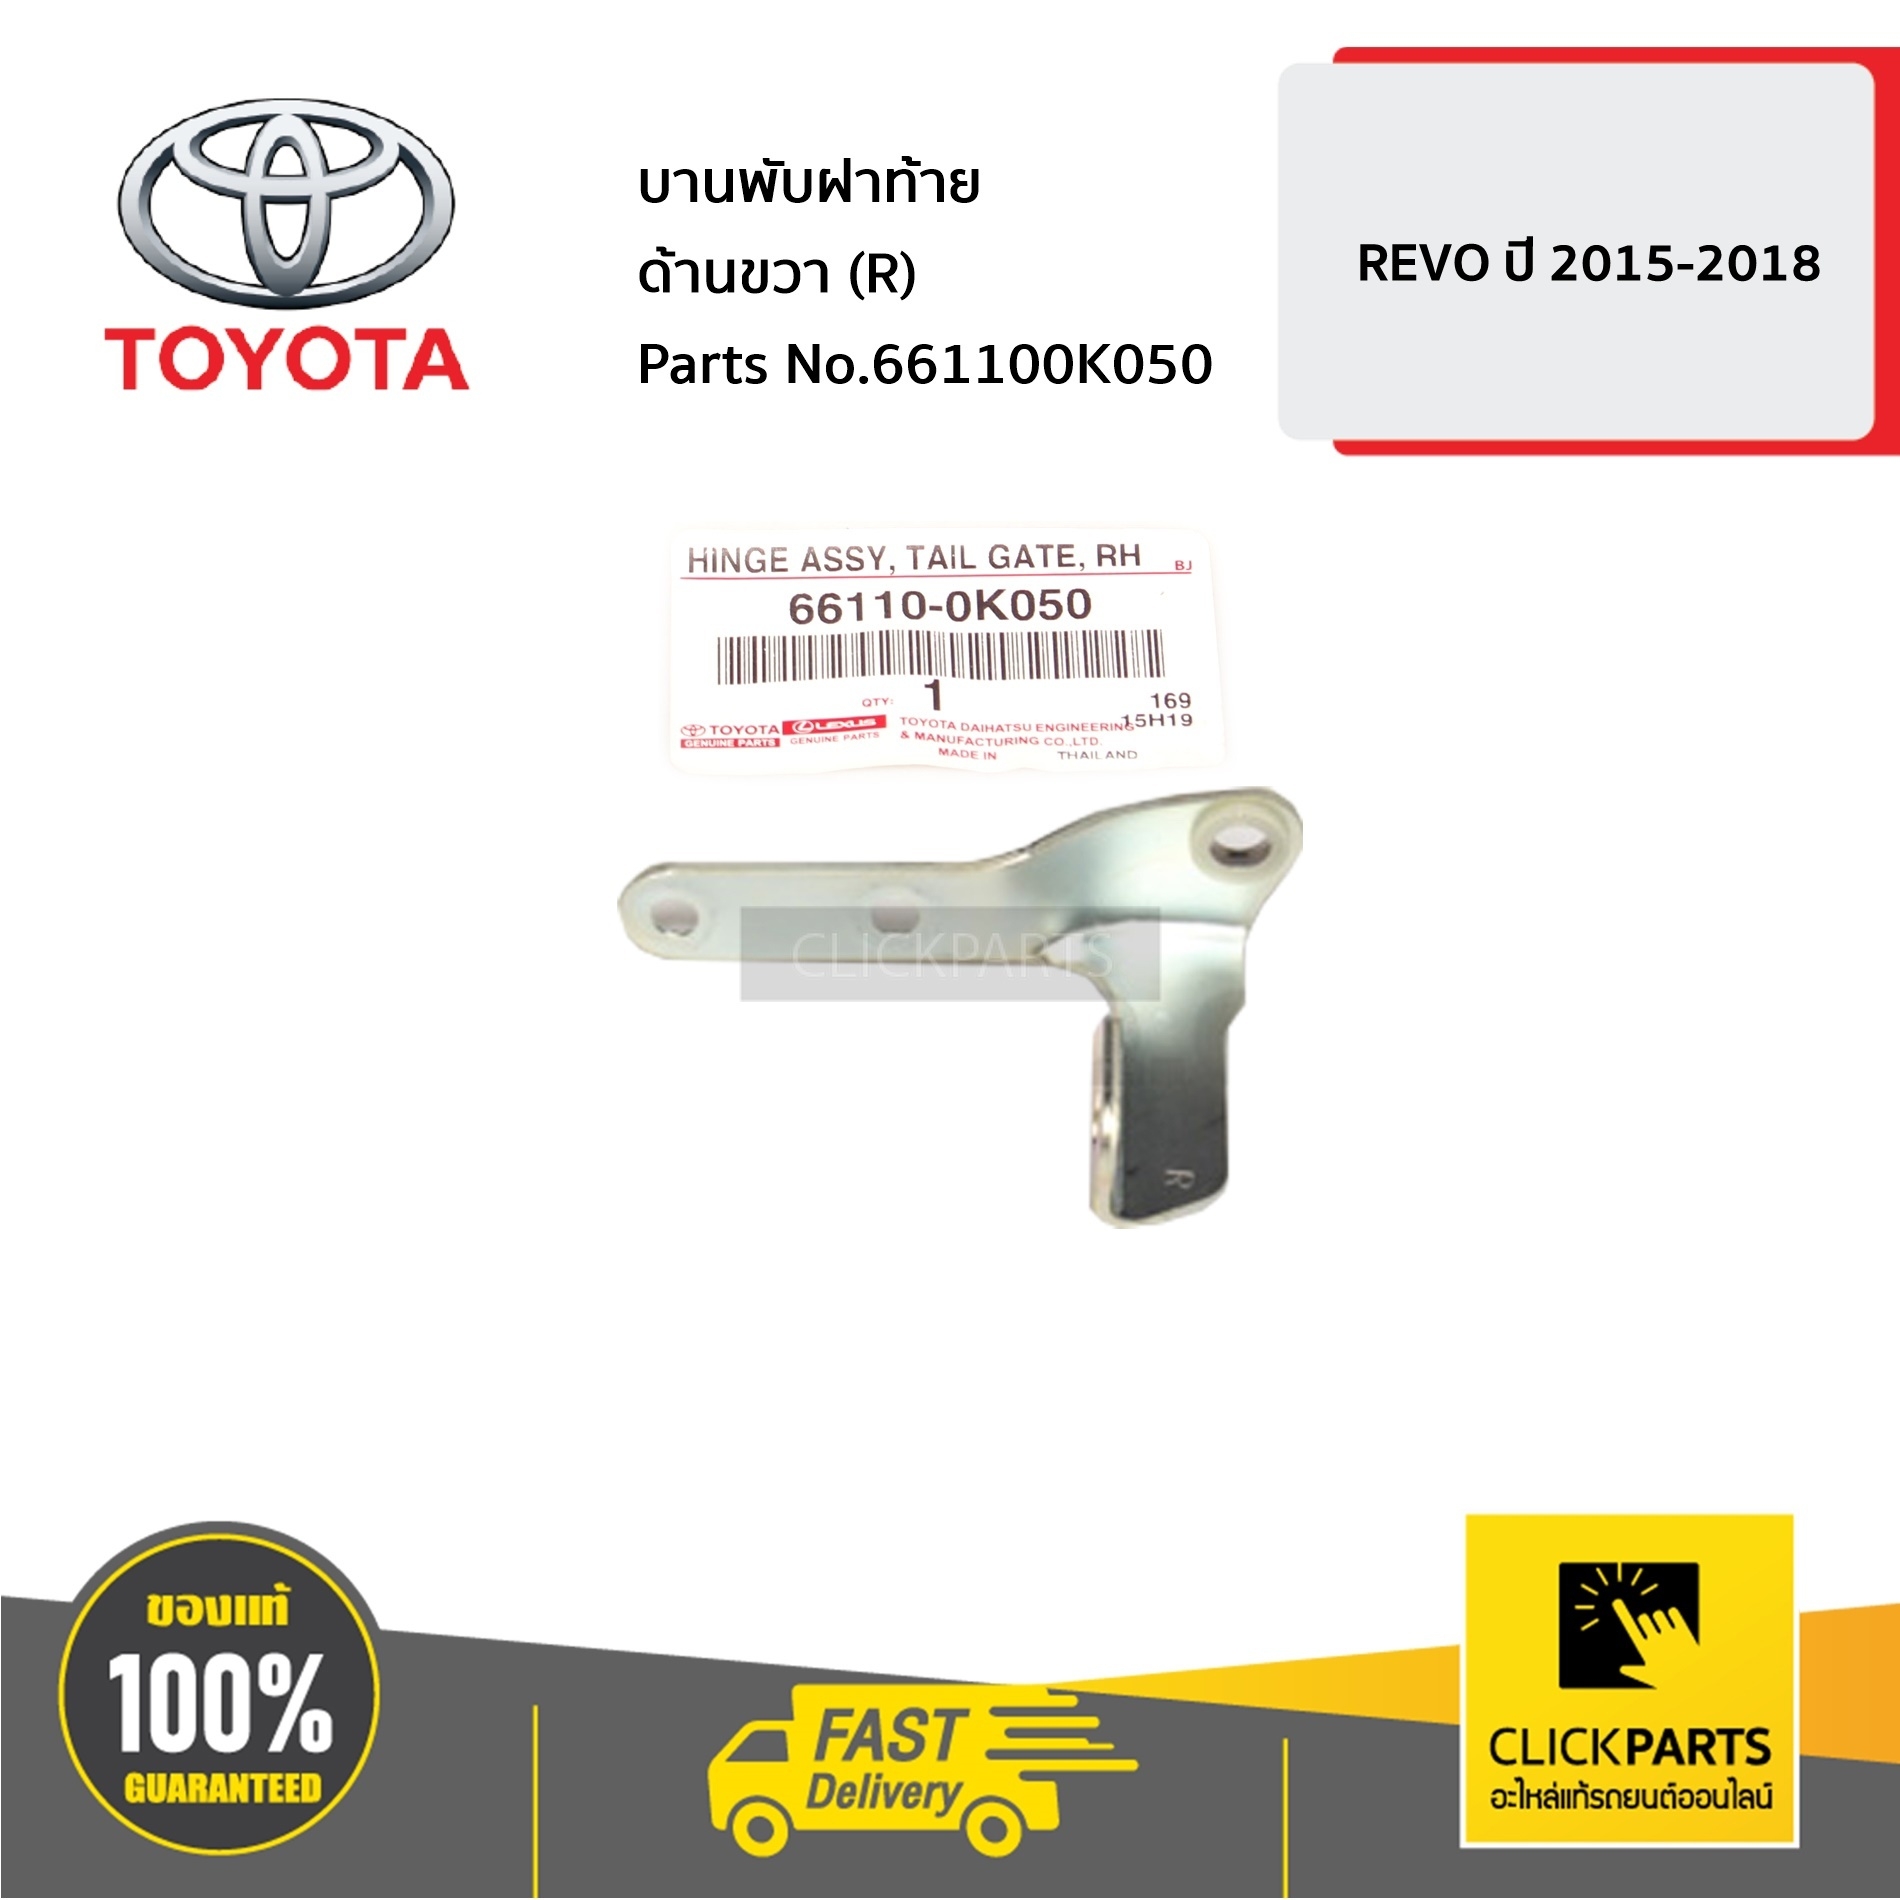 TOYOTA
บานพับฝาท้าย
ด้านขวา (R)
Parts No.661100K050
REVO ปี 2015-2018
HINGE ASSY, TAIL GATE, RH BJ
66110-0K050
QTY: 1 169
15H19
TOYOTA LEXUS TOYOTA DAIHATSU ENGINEERING
GENUINE PARTS GENUINE PARTS & MANUFACTURING CO.,LTD.
MADE IN THAILAND
CLICKPARTS
R
ของแท้
100%
GUARANTEED
FAST
Delivery
CLICKPARTS
อะไหล่แท้รถยนต์ออนไลน์